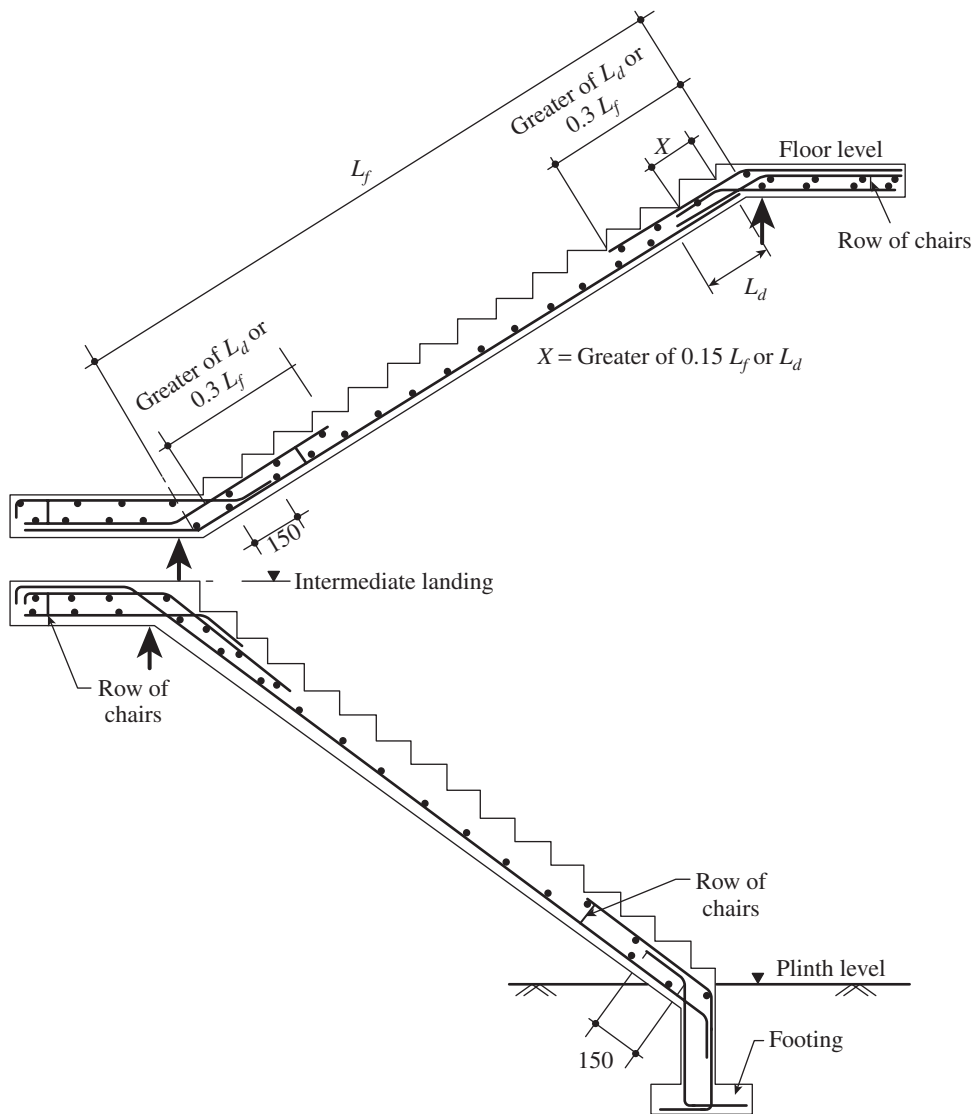 Greater of L_d or
0.3 L_f
X
L_f
Floor level
Row of chairs
L_d
Greater of L_d or
0.3 L_f
X = Greater of 0.15 L_f or L_d
150
Intermediate landing
Row of
chairs
Row of
chairs
Plinth level
150
Footing